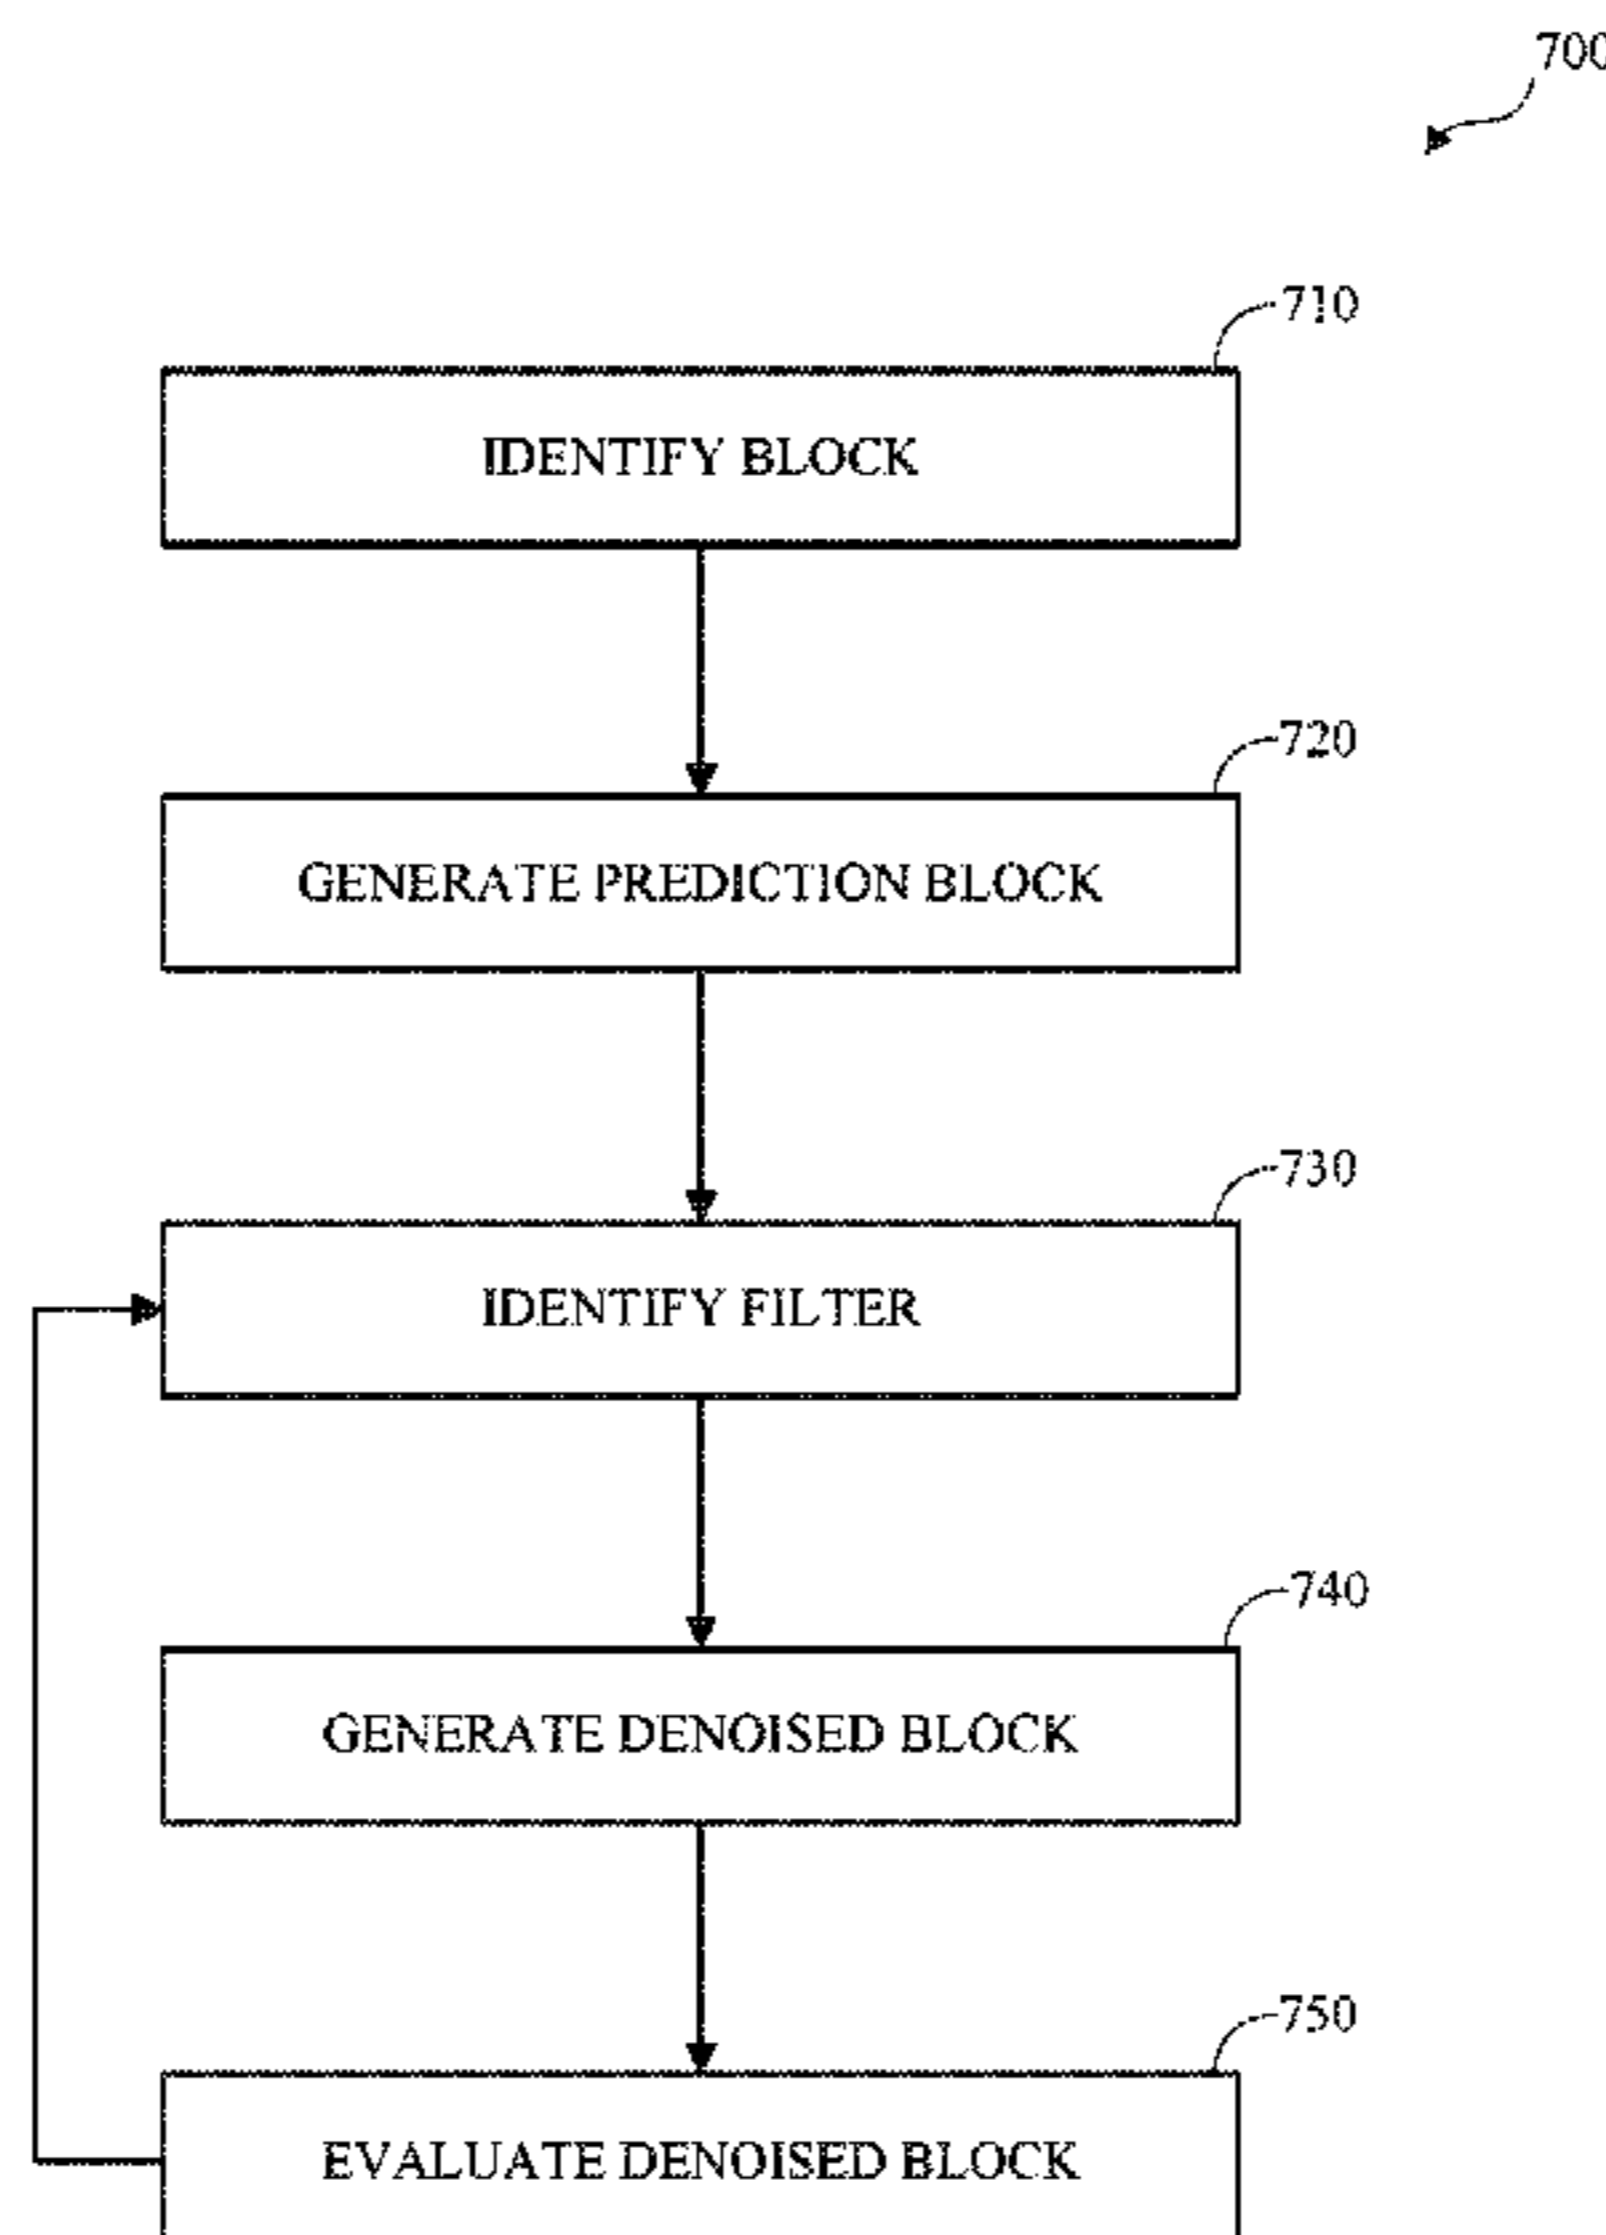 700
710
IDENTIFY BLOCK
720
GENERATE PREDICTION BLOCK
730
IDENTIFY FILTER
740
GENERATE DENOISED BLOCK
750
EVALUATE DENOISED BLOCK